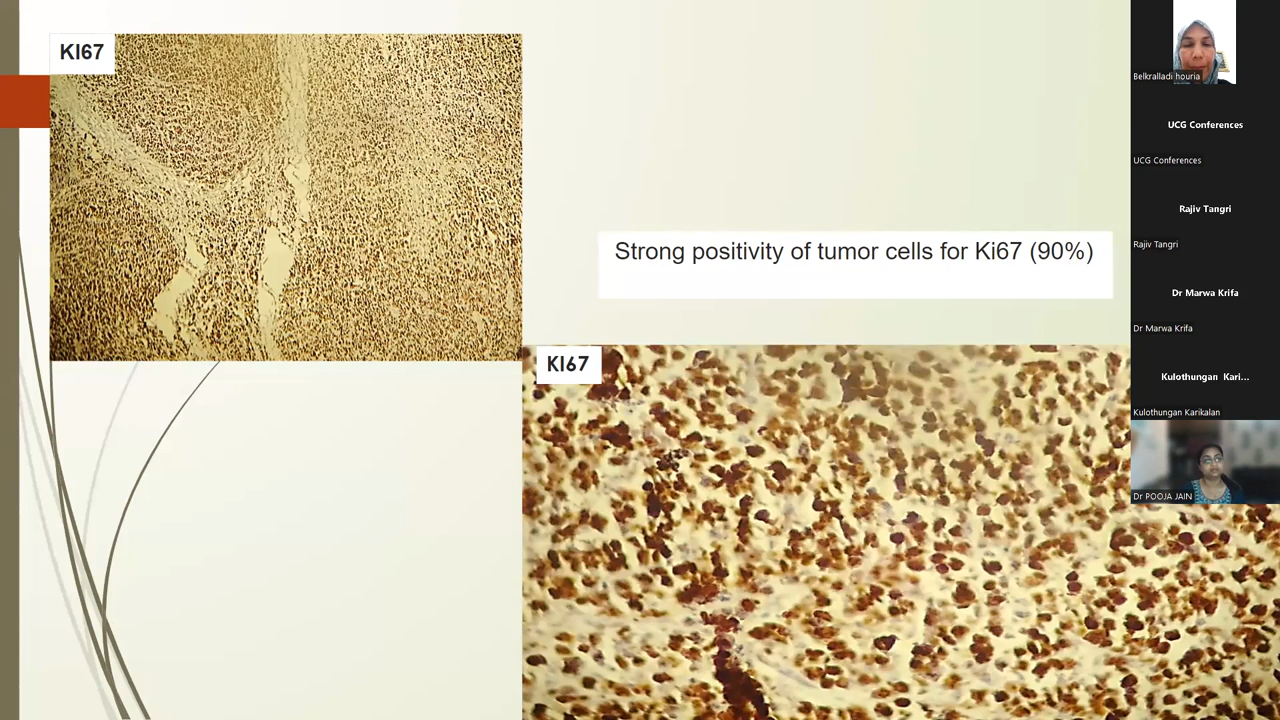 KI67
Strong positivity of tumor cells for Ki67 (90%)
KI67
Belkralladi houria
UCG Conferences
UCG Conferences
Rajiv Tangri
Rajiv Tangri
Dr Marwa Krifa
Dr Marwa Krifa
Kulothungan Kari...
Kulothungan Karikalan
Dr POOJA JAIN